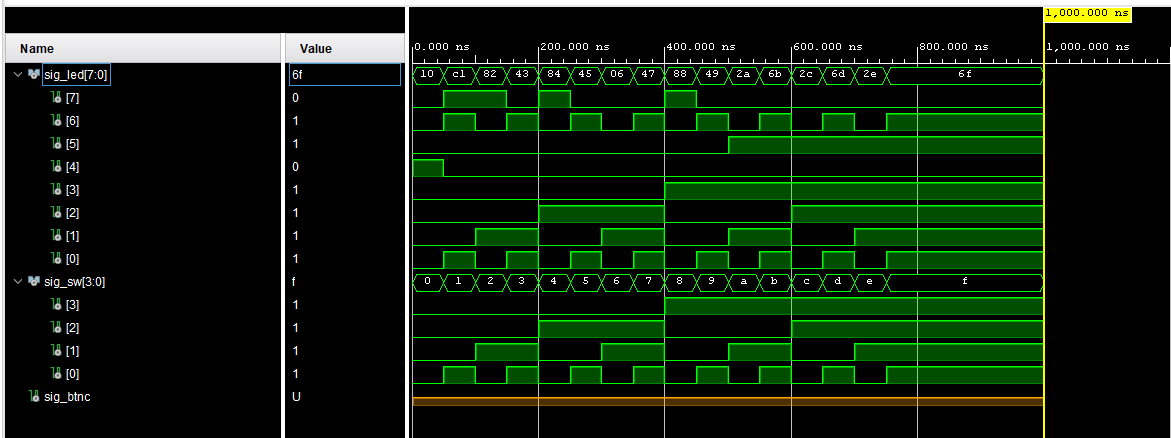 1,000.000 ns
Name Value
0.000 ns 200.000 ns 400.000 ns 600.000 ns 800.000 ns 1,000.000 ns
sig_led[7:0] 6f 10 c1 82 43 84 45 06 47 88 49 2a 6b 2c 6d 2e 6f
[7] 0
[6] 1
[5] 1
[4] 0
[3] 1
[2] 1
[1] 1
[0] 1
sig_sw[3:0] f 0 1 2 3 4 5 6 7 8 9 a b c d e f
[3] 1
[2] 1
[1] 1
[0] 1
sig_btnc U